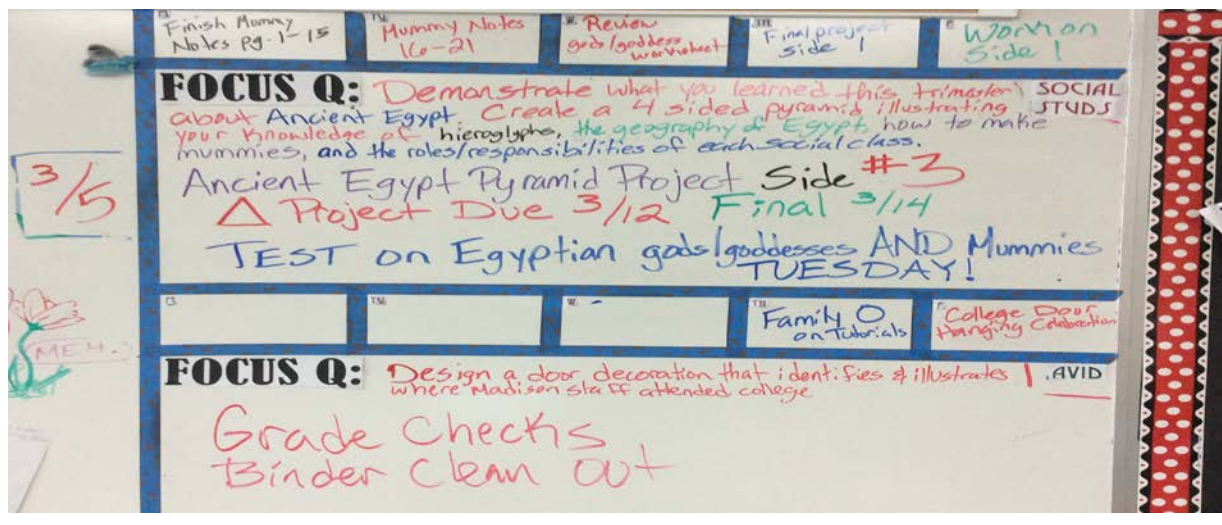 M. Finish Mummy Notes pg. 1-15
TU. Mummy Notes 16-21
W. Review gods/goddess worksheet
TH. Final project Side 1
F. Work on Side 1
FOCUS Q: Demonstrate what you learned this trimester SOCIAL
about Ancient Egypt. Create a 4 sided pyramid illustrating STUDS
your knowledge of hieroglyphs, the geography of Egypt, how to make
mummies, and the roles/responsibilities of each social class.
3/5
Ancient Egypt Pyramid Project Side #3
Project Due 3/12 Final 3/14
TEST on Egyptian gods/goddesses AND Mummies
TUESDAY!
TU.
W.
TH. Family O on Tutorials
F. College Door Hanging Celebration
MEH.
FOCUS Q: Design a door decoration that identifies & illustrates AVID
where Madison staff attended college
Grade Checks
Binder Clean Out